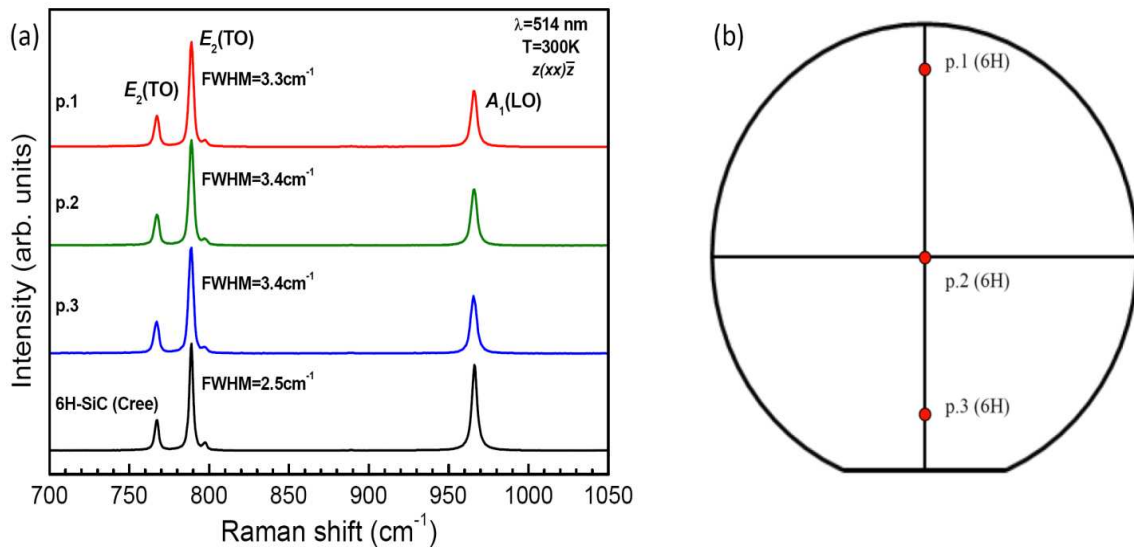 (a)
λ=514 nm
T=300K
z(xx)z̅
E₂(TO)
E₂(TO)
FWHM=3.3cm⁻¹
A₁(LO)
p.1
FWHM=3.4cm⁻¹
p.2
FWHM=3.4cm⁻¹
p.3
FWHM=2.5cm⁻¹
6H-SiC (Cree)
Intensity (arb. units)
700 750 800 850 900 950 1000 1050
Raman shift (cm⁻¹)
(b)
p.1 (6H)
p.2 (6H)
p.3 (6H)